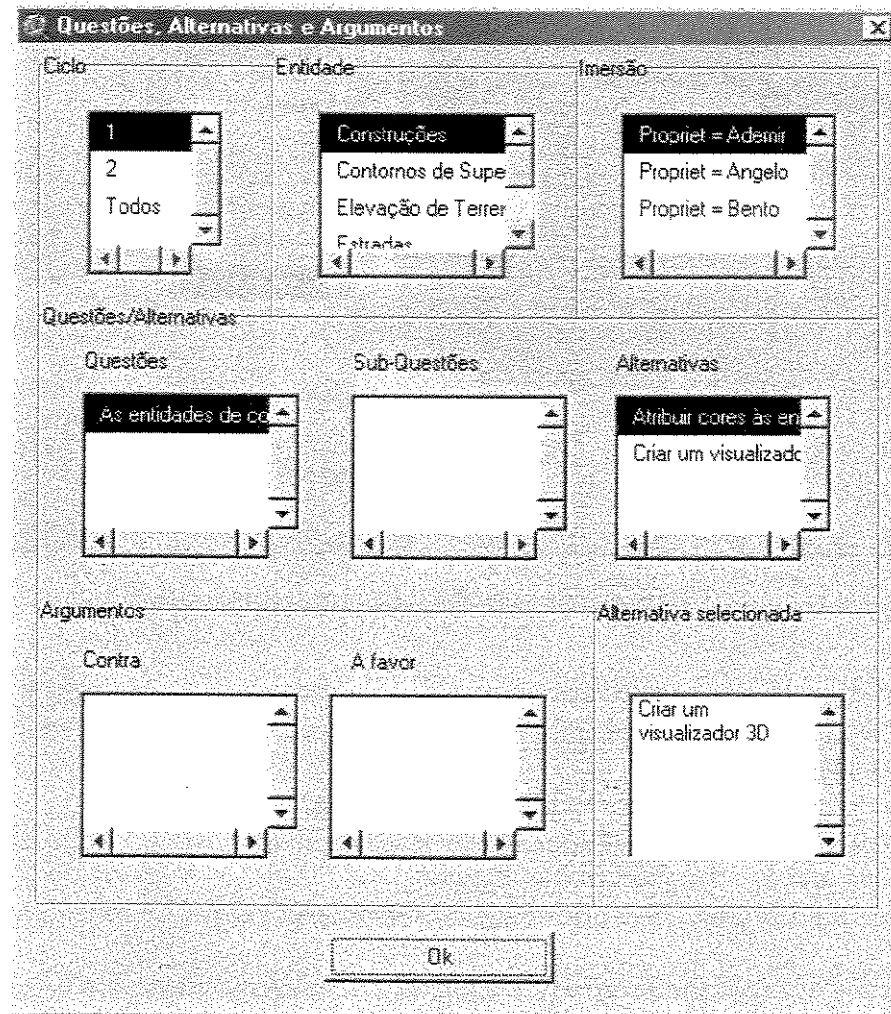 Questões, Alternativas e Argumentos
Ciclo
Entidade
Imersão
1
2
Todos
Construções
Contornos de Supe
Elevação de Terrer
Estradas
Propriet = Ademir
Propriet = Angelo
Propriet = Bento
Questões/Alternativas
Questões
Sub-Questões
Alternativas
As entidades de co
Atribuir cores às en
Criar um visualizado
Argumentos
Alternativa selecionada
Contra
A favor
Criar um
visualizador 3D
Ok